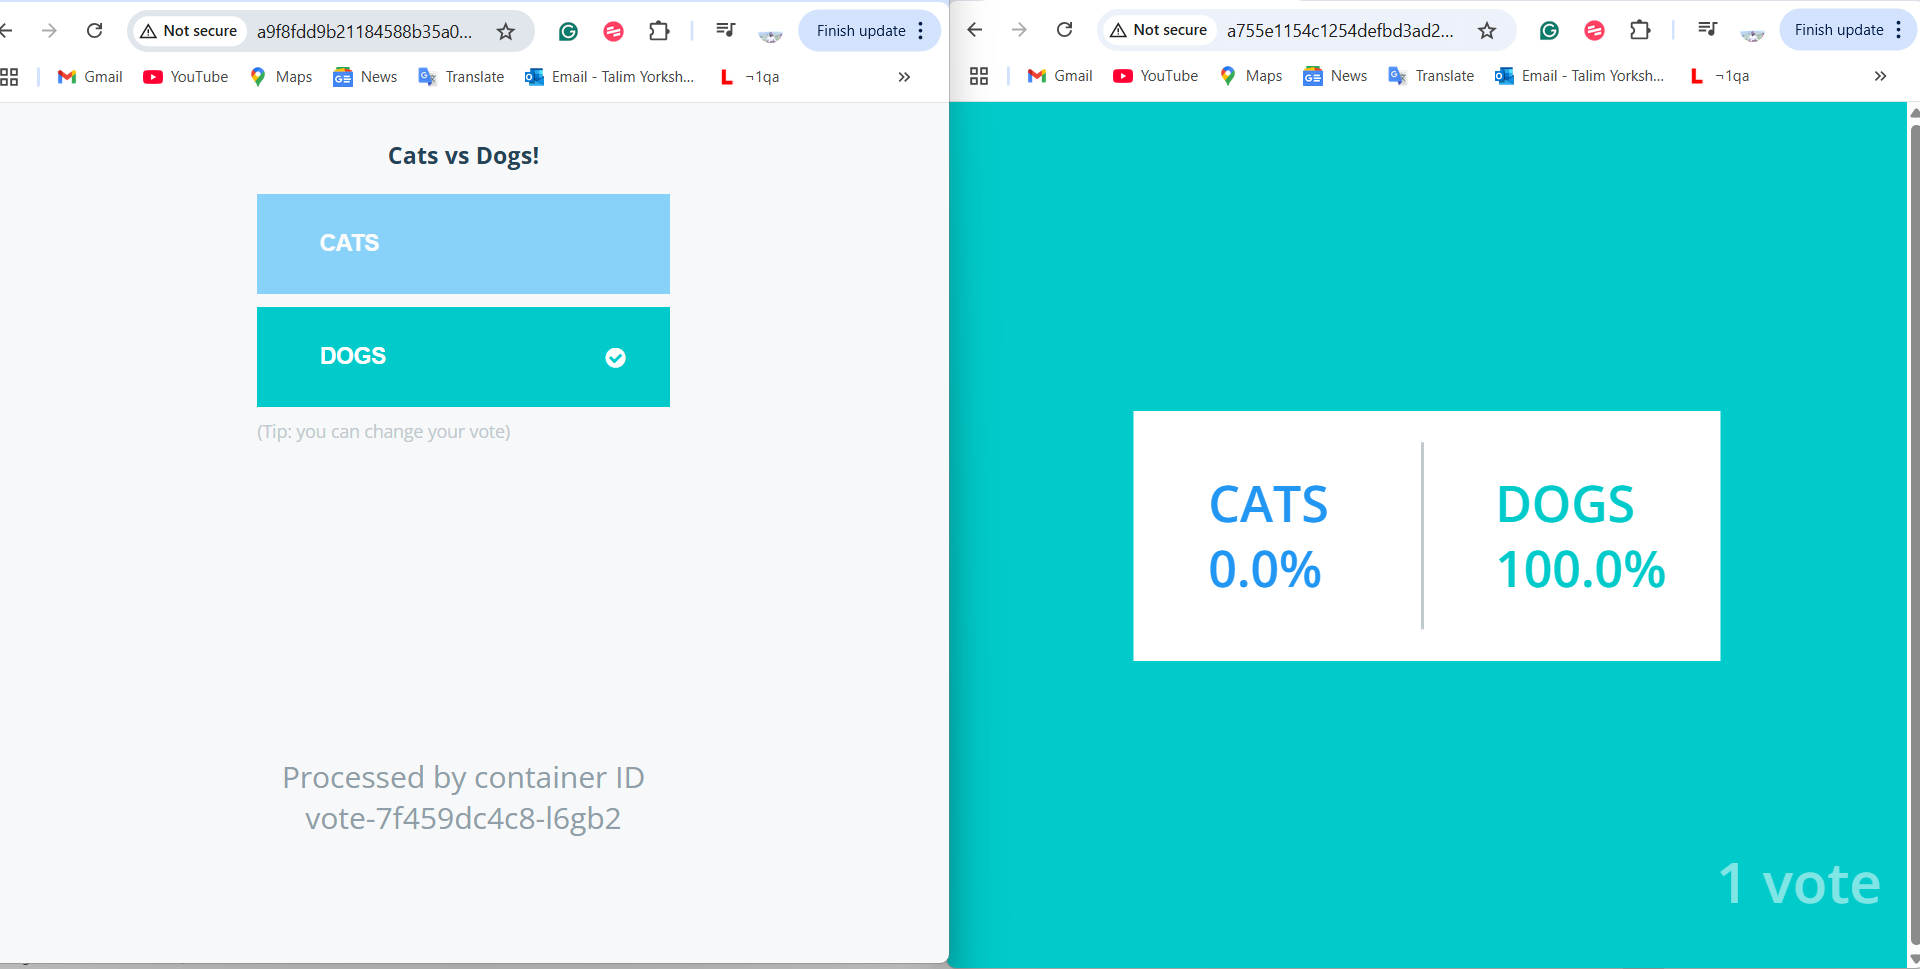 Not secure
a9f8fdd9b21184588b35a0...
Finish update
Gmail
YouTube
Maps
News
Translate
Email - Talim Yorksh...
¬1qa
Cats vs Dogs!
CATS
DOGS
(Tip: you can change your vote)
Processed by container ID
vote-7f459dc4c8-l6gb2
Not secure
a755e1154c1254defbd3ad2...
Finish update
Gmail
YouTube
Maps
News
Translate
Email - Talim Yorksh...
¬1qa
CATS
0.0%
DOGS
100.0%
1 vote